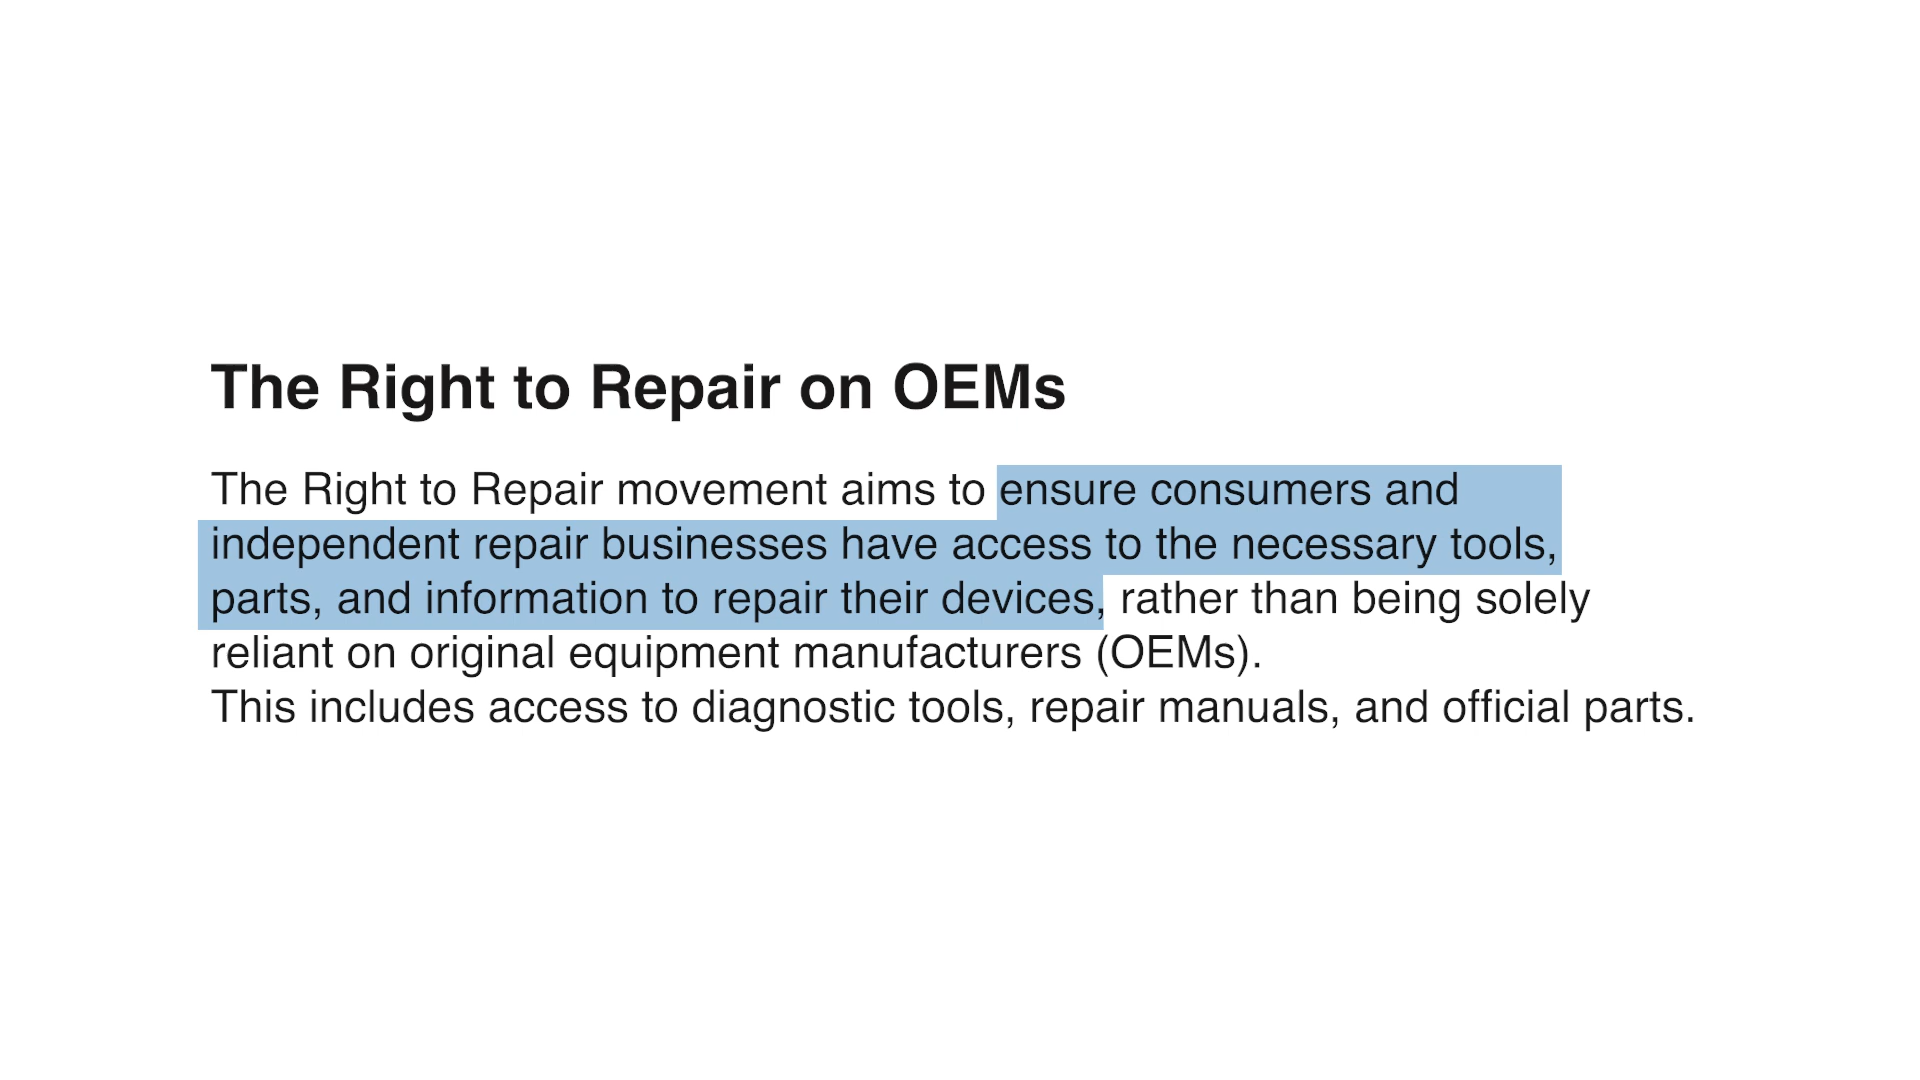 The Right to Repair on OEMs
The Right to Repair movement aims to ensure consumers and
independent repair businesses have access to the necessary tools,
parts, and information to repair their devices, rather than being solely
reliant on original equipment manufacturers (OEMs).
This includes access to diagnostic tools, repair manuals, and official parts.